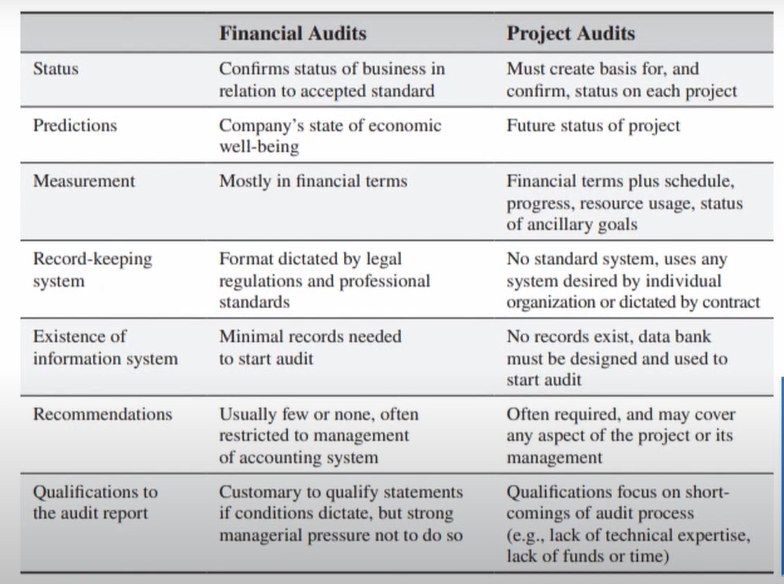 Financial Audits Project Audits
Status Confirms status of business in Must create basis for, and
relation to accepted standard confirm, status on each project
Predictions Company's state of economic Future status of project
well-being
Measurement Mostly in financial terms Financial terms plus schedule,
progress, resource usage, status
of ancillary goals
Record-keeping Format dictated by legal No standard system, uses any
system regulations and professional system desired by individual
standards organization or dictated by contract
Existence of Minimal records needed No records exist, data bank
information system to start audit must be designed and used to
start audit
Recommendations Usually few or none, often Often required, and may cover
restricted to management any aspect of the project or its
of accounting system management
Qualifications to Customary to qualify statements Qualifications focus on short-
the audit report if conditions dictate, but strong comings of audit process
managerial pressure not to do so (e.g., lack of technical expertise,
lack of funds or time)